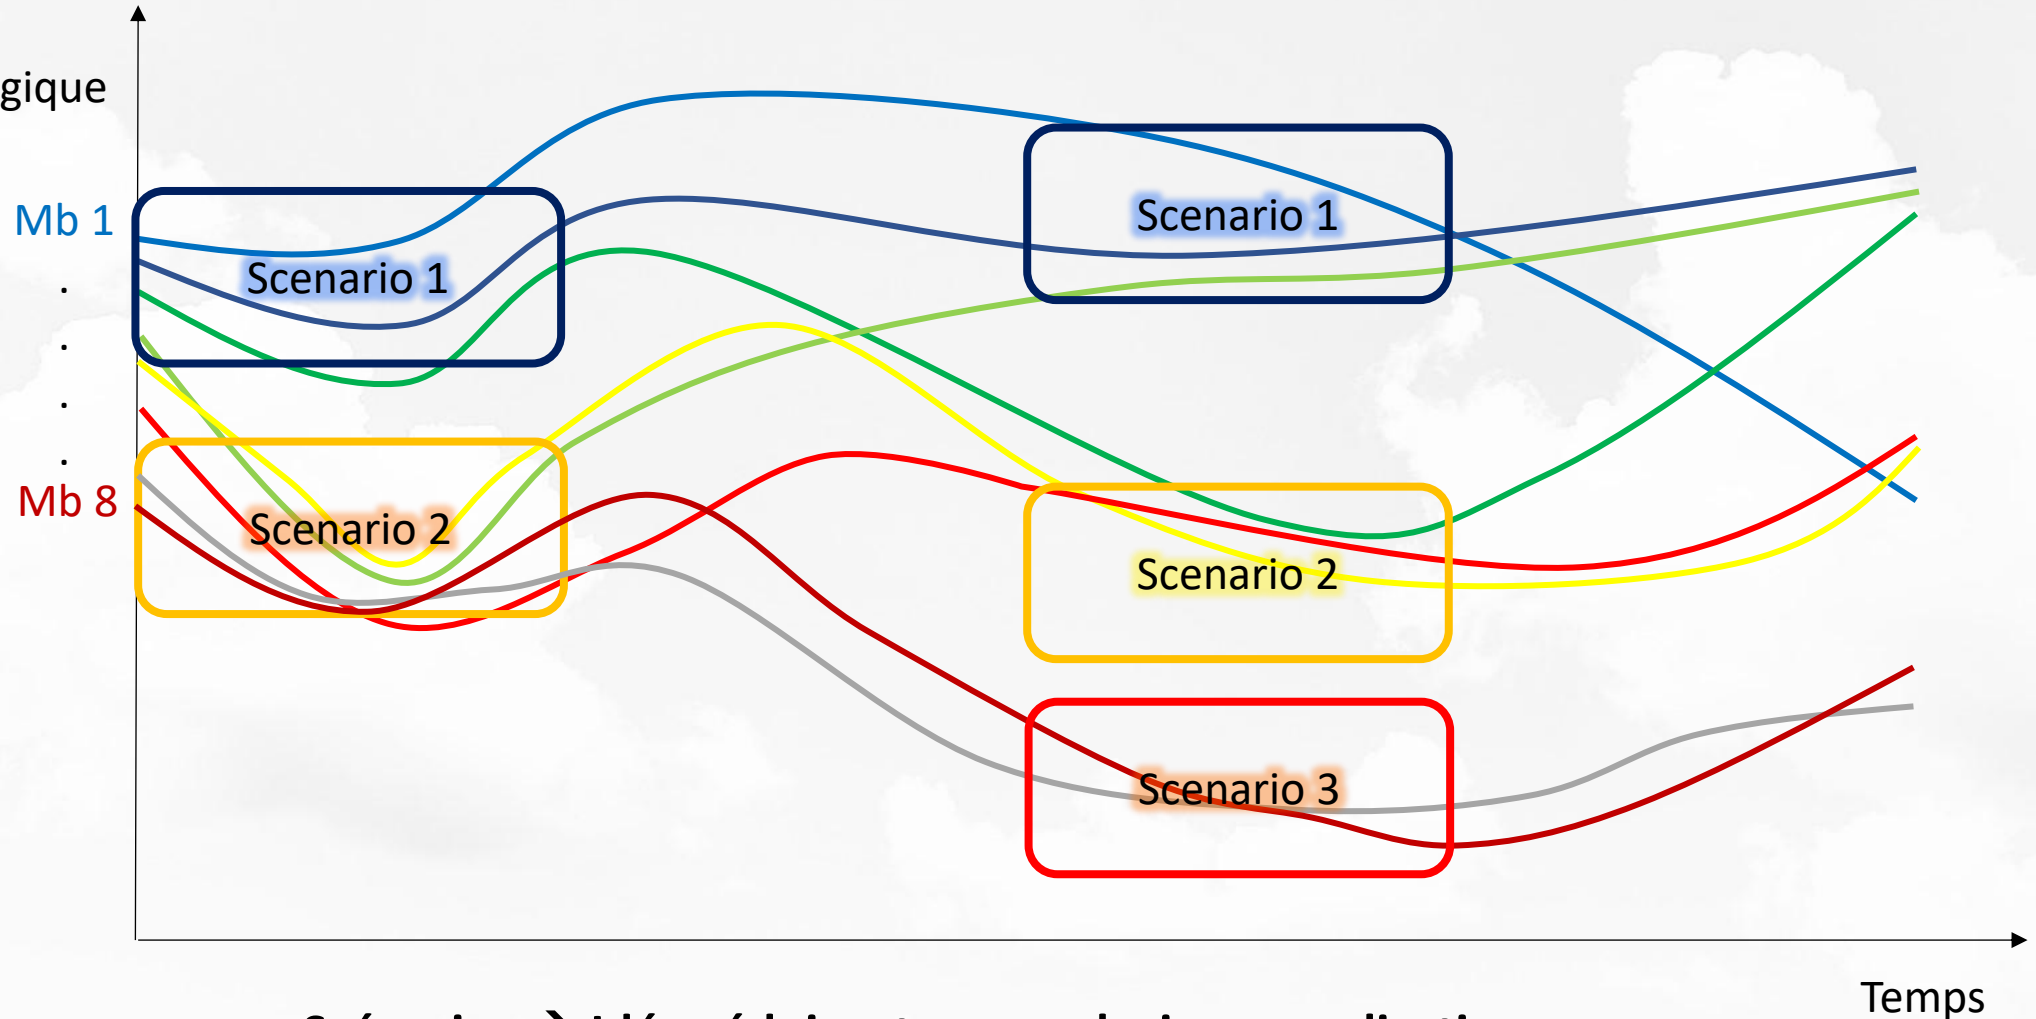 gique
Mb 1
.
.
.
.
Mb 8
Scenario 1
Scenario 2
Scenario 1
Scenario 2
Scenario 3
Temps